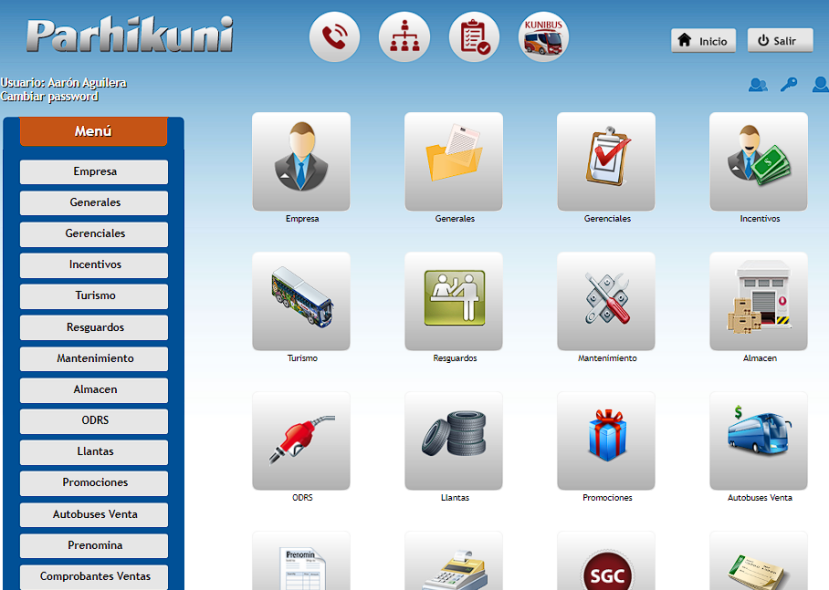 Parhikuni
KUNIBUS
Inicio
Salir
Usuario: Aarón Aguilera
Cambiar password
Menú
Empresa
Generales
Gerenciales
Incentivos
Turismo
Resguardos
Mantenimiento
Almacen
ODRS
Llantas
Promociones
Autobuses Venta
Prenomina
Comprobantes Ventas
Empresa
Generales
Gerenciales
Incentivos
Turismo
Resguardos
Mantenimiento
Almacen
ODRS
Llantas
Promociones
Autobuses Venta
Prenomin
SGC